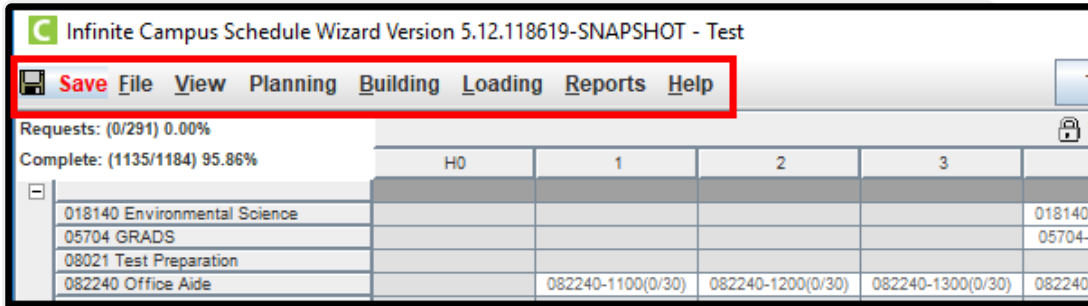 C Infinite Campus Schedule Wizard Version 5.12.118619-SNAPSHOT - Test
Save File View Planning Building Loading Reports Help
Requests: (0/291) 0.00%
Complete: (1135/1184) 95.86% H0 1 2 3
018140 Environmental Science 018140
05704 GRADS 05704-
08021 Test Preparation
082240 Office Aide 082240-1100(0/30) 082240-1200(0/30) 082240-1300(0/30) 082240